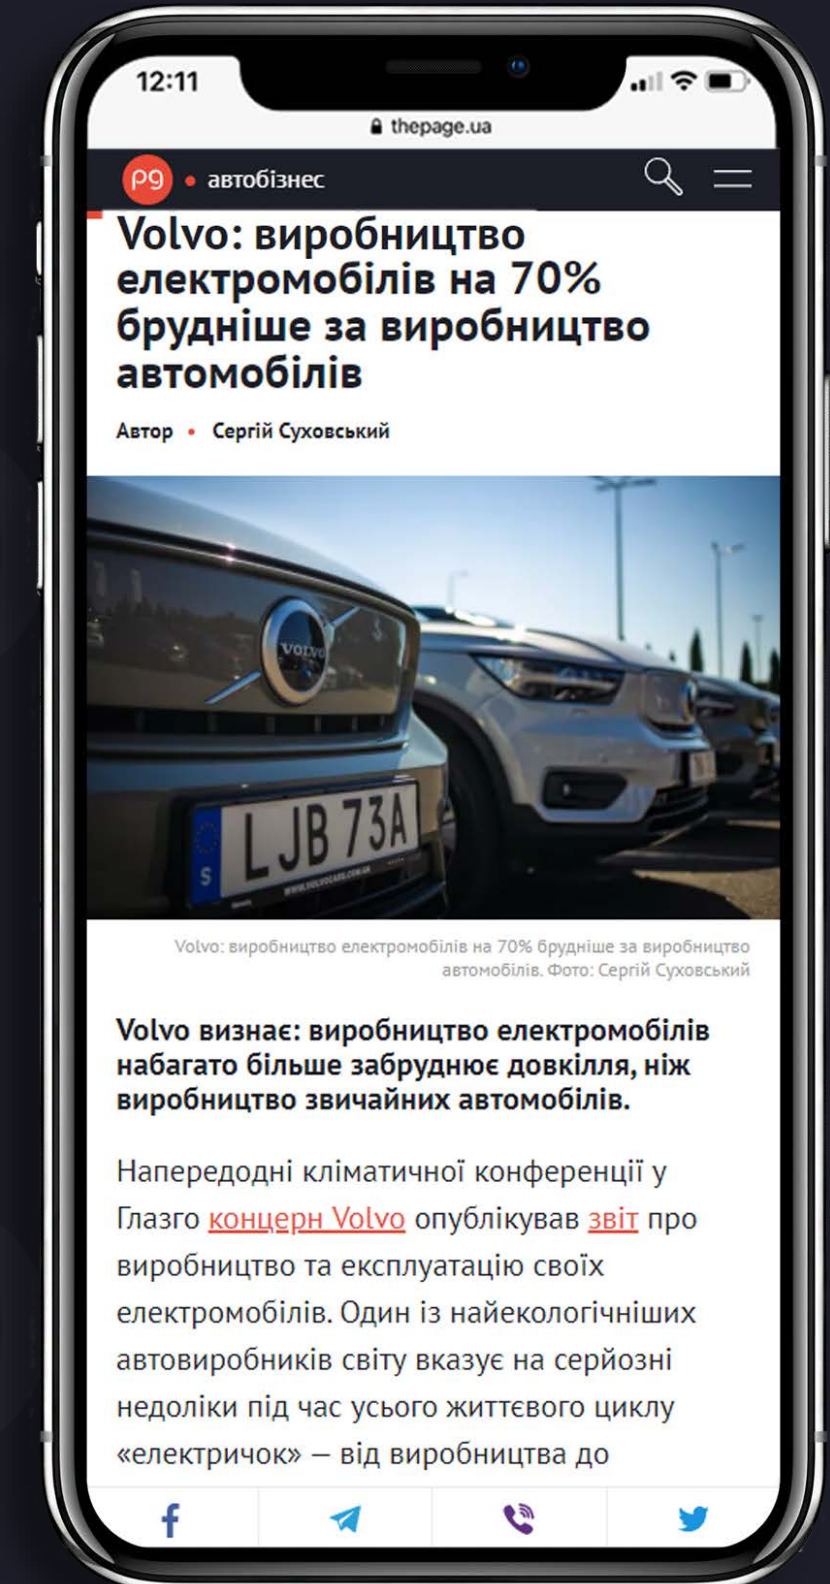 12:11
thepage.ua
pg • автобізнес
Volvo: виробництво
електромобілів на 70%
брудніше за виробництво
автомобілів
Автор • Сергій Суховський
VOLVO
S
LJB 73A
WWW.VOLVOCARS.COM.UA
Volvo: виробництво електромобілів на 70% брудніше за виробництво
автомобілів. Фото: Сергій Суховський
Volvo визнає: виробництво електромобілів
набагато більше забруднює довкілля, ніж
виробництво звичайних автомобілів.
Напередодні кліматичної конференції у
Глазго концерн Volvo опублікував звіт про
виробництво та експлуатацію своїх
електромобілів. Один із найекологічніших
автовиробників світу вказує на серйозні
недоліки під час усього життєвого циклу
«електричок» — від виробництва до